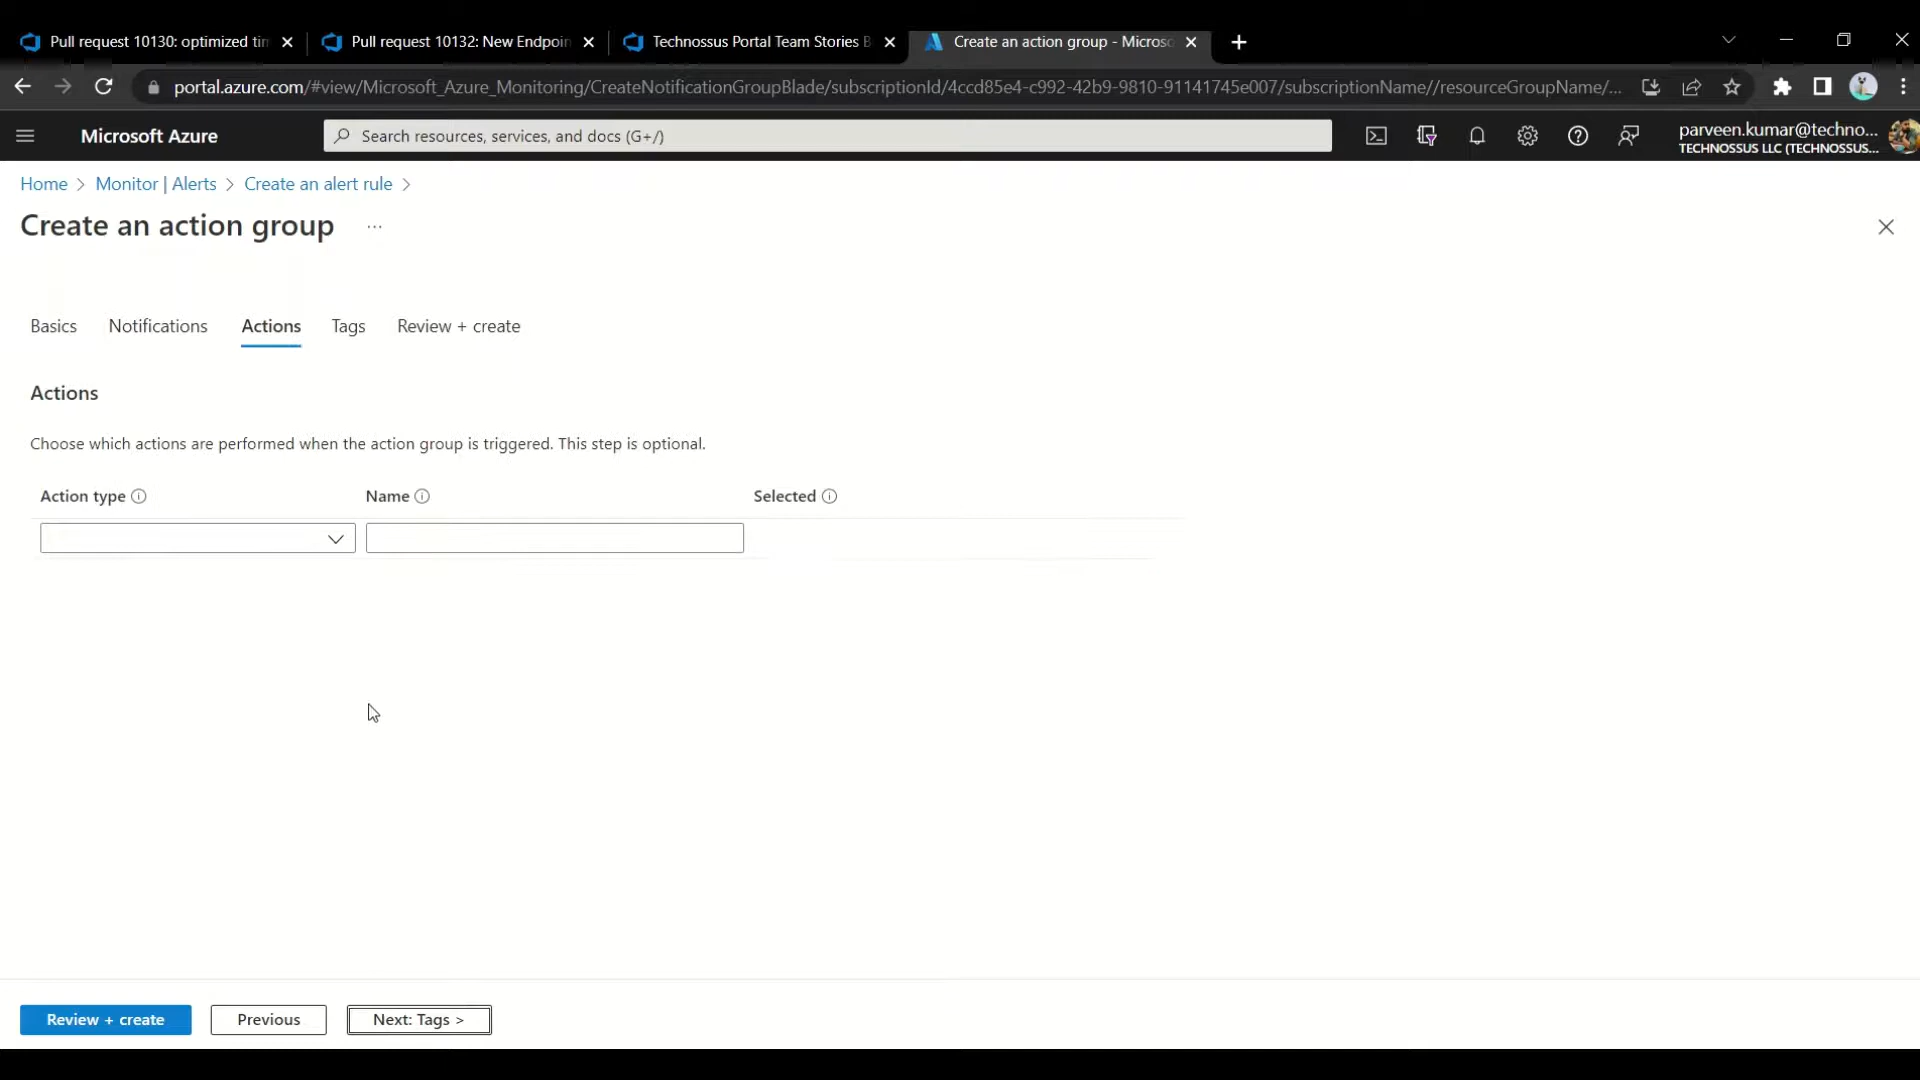 Pull request 10130: optimized tim
Pull request 10132: New Endpoin
Technossus Portal Team Stories B
Create an action group - Microso
portal.azure.com/#view/Microsoft_Azure_Monitoring/CreateNotificationGroupBlade/subscriptionId/4ccd85e4-c992-42b9-9810-91141745e007/subscriptionName//resourceGroupName/...
Microsoft Azure
Search resources, services, and docs (G+/)
parveen.kumar@techno...
TECHNOSSUS LLC (TECHNOSSUS...
Home > Monitor | Alerts > Create an alert rule >
Create an action group ...
Basics
Notifications
Actions
Tags
Review + create
Actions
Choose which actions are performed when the action group is triggered. This step is optional.
Action type
Name
Selected
Review + create
Previous
Next: Tags >